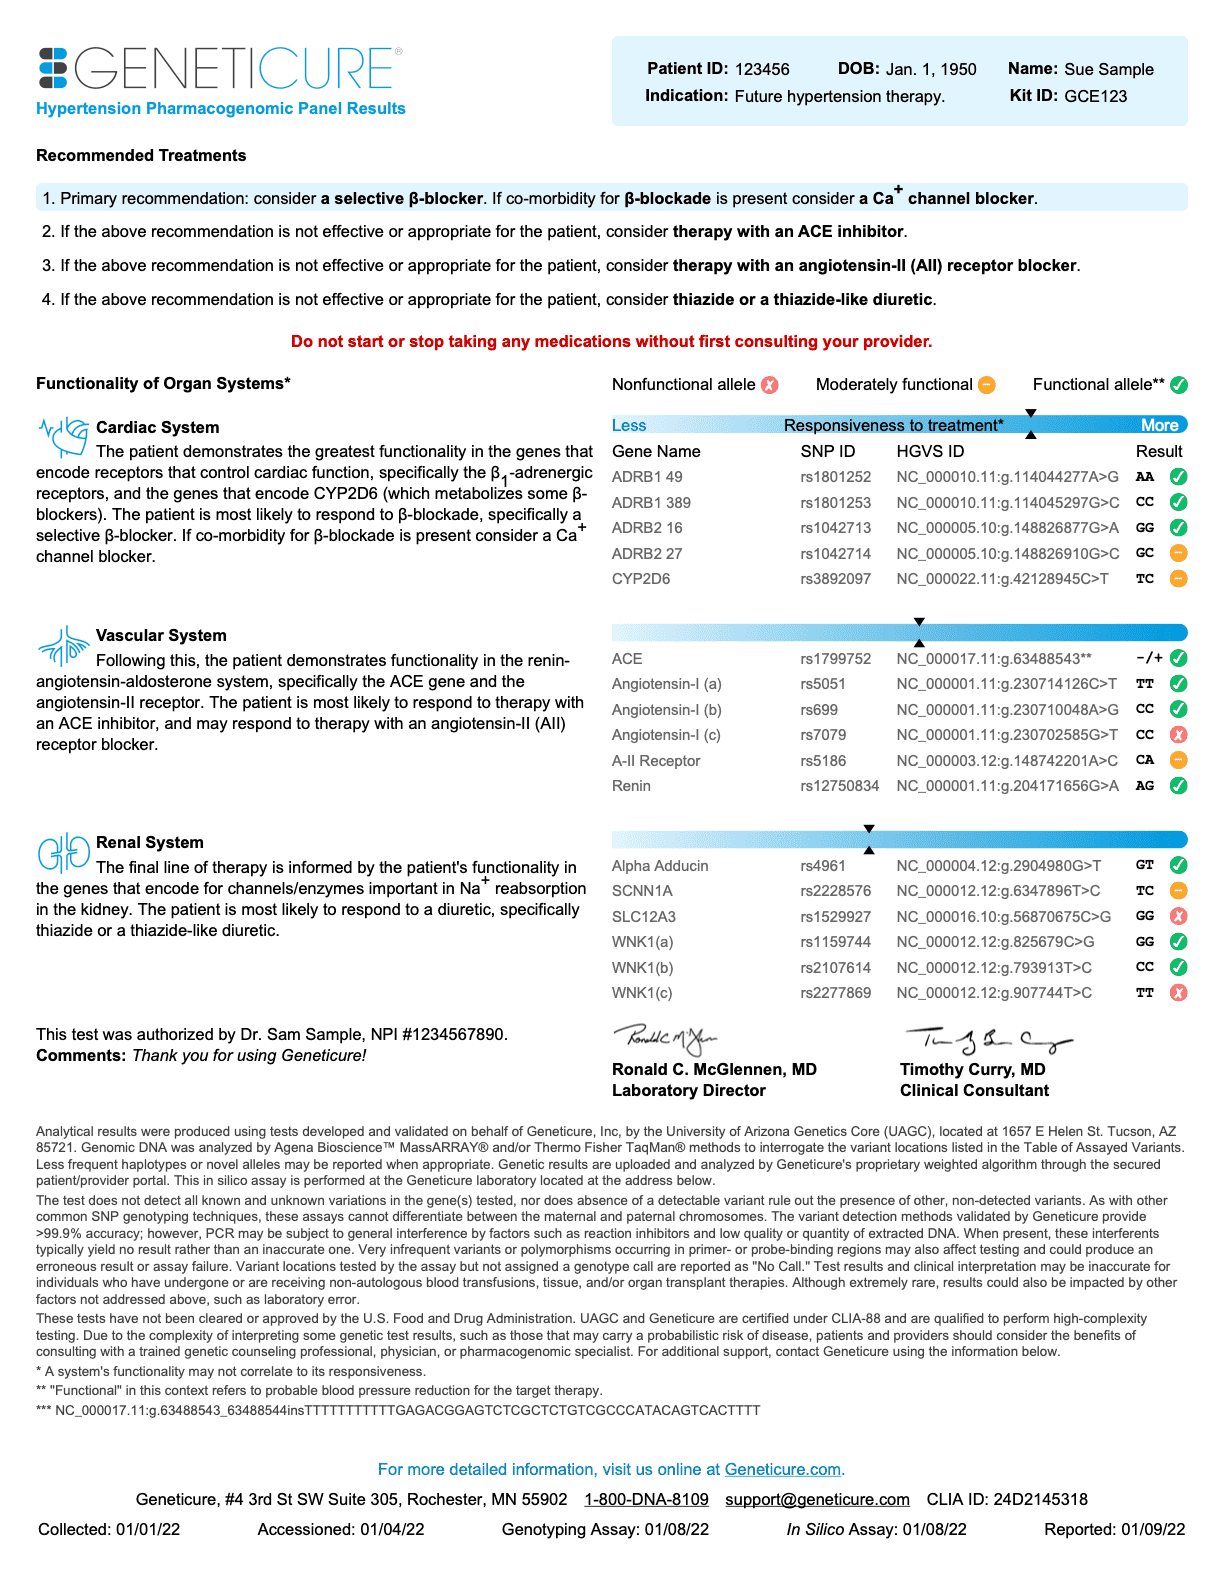 GENETICURE®
Hypertension Pharmacogenomic Panel Results
Patient ID: 123456 DOB: Jan. 1, 1950 Name: Sue Sample
Indication: Future hypertension therapy. Kit ID: GCE123
Recommended Treatments
1. Primary recommendation: consider a selective β-blocker. If co-morbidity for β-blockade is present consider a Ca+ channel blocker.
2. If the above recommendation is not effective or appropriate for the patient, consider therapy with an ACE inhibitor.
3. If the above recommendation is not effective or appropriate for the patient, consider therapy with an angiotensin-II (AII) receptor blocker.
4. If the above recommendation is not effective or appropriate for the patient, consider thiazide or a thiazide-like diuretic.
Do not start or stop taking any medications without first consulting your provider.
Functionality of Organ Systems*
Nonfunctional allele ✗ Moderately functional − Functional allele** ✓
Cardiac System
The patient demonstrates the greatest functionality in the genes that
encode receptors that control cardiac function, specifically the β1-adrenergic
receptors, and the genes that encode CYP2D6 (which metabolizes some β-
blockers). The patient is most likely to respond to β-blockade, specifically a
selective β-blocker. If co-morbidity for β-blockade is present consider a Ca+
channel blocker.
Less Responsiveness to treatment* More
Gene Name SNP ID HGVS ID Result
ADRB1 49 rs1801252 NC_000010.11:g.114044277A>G AA ✓
ADRB1 389 rs1801253 NC_000010.11:g.114045297G>C CC ✓
ADRB2 16 rs1042713 NC_000005.10:g.148826877G>A GG ✓
ADRB2 27 rs1042714 NC_000005.10:g.148826910G>C GC −
CYP2D6 rs3892097 NC_000022.11:g.42128945C>T TC −
Vascular System
Following this, the patient demonstrates functionality in the renin-
angiotensin-aldosterone system, specifically the ACE gene and the
angiotensin-II receptor. The patient is most likely to respond to therapy with
an ACE inhibitor, and may respond to therapy with an angiotensin-II (AII)
receptor blocker.
ACE rs1799752 NC_000017.11:g.63488543** −/+ ✓
Angiotensin-I (a) rs5051 NC_000001.11:g.230714126C>T TT ✓
Angiotensin-I (b) rs699 NC_000001.11:g.230710048A>G CC ✓
Angiotensin-I (c) rs7079 NC_000001.11:g.230702585G>T CC ✗
A-II Receptor rs5186 NC_000003.12:g.148742201A>C CA −
Renin rs12750834 NC_000001.11:g.204171656G>A AG ✓
Renal System
The final line of therapy is informed by the patient's functionality in
the genes that encode for channels/enzymes important in Na+ reabsorption
in the kidney. The patient is most likely to respond to a diuretic, specifically
thiazide or a thiazide-like diuretic.
Alpha Adducin rs4961 NC_000004.12:g.2904980G>T GT ✓
SCNN1A rs2228576 NC_000012.12:g.6347896T>C TC −
SLC12A3 rs1529927 NC_000016.10:g.56870675C>G GG ✗
WNK1(a) rs1159744 NC_000012.12:g.825679C>G GG ✓
WNK1(b) rs2107614 NC_000012.12:g.793913T>C CC ✓
WNK1(c) rs2277869 NC_000012.12:g.907744T>C TT ✗
This test was authorized by Dr. Sam Sample, NPI #1234567890.
Comments: Thank you for using Geneticure!
Ronald C. McGlennen, MD
Laboratory Director
Timothy Curry, MD
Clinical Consultant
Analytical results were produced using tests developed and validated on behalf of Geneticure, Inc, by the University of Arizona Genetics Core (UAGC), located at 1657 E Helen St. Tucson, AZ
85721. Genomic DNA was analyzed by Agena Bioscience™ MassARRAY® and/or Thermo Fisher TaqMan® methods to interrogate the variant locations listed in the Table of Assayed Variants.
Less frequent haplotypes or novel alleles may be reported when appropriate. Genetic results are uploaded and analyzed by Geneticure's proprietary weighted algorithm through the secured
patient/provider portal. This in silico assay is performed at the Geneticure laboratory located at the address below.
The test does not detect all known and unknown variations in the gene(s) tested, nor does absence of a detectable variant rule out the presence of other, non-detected variants. As with other
common SNP genotyping techniques, these assays cannot differentiate between the maternal and paternal chromosomes. The variant detection methods validated by Geneticure provide
>99.9% accuracy; however, PCR may be subject to general interference by factors such as reaction inhibitors and low quality or quantity of extracted DNA. When present, these interferents
typically yield no result rather than an inaccurate one. Very infrequent variants or polymorphisms occurring in primer- or probe-binding regions may also affect testing and could produce an
erroneous result or assay failure. Variant locations tested by the assay but not assigned a genotype call are reported as "No Call." Test results and clinical interpretation may be inaccurate for
individuals who have undergone or are receiving non-autologous blood transfusions, tissue, and/or organ transplant therapies. Although extremely rare, results could also be impacted by other
factors not addressed above, such as laboratory error.
These tests have not been cleared or approved by the U.S. Food and Drug Administration. UAGC and Geneticure are certified under CLIA-88 and are qualified to perform high-complexity
testing. Due to the complexity of interpreting some genetic test results, such as those that may carry a probabilistic risk of disease, patients and providers should consider the benefits of
consulting with a trained genetic counseling professional, physician, or pharmacogenomic specialist. For additional support, contact Geneticure using the information below.
* A system's functionality may not correlate to its responsiveness.
** "Functional" in this context refers to probable blood pressure reduction for the target therapy.
*** NC_000017.11:g.63488543_63488544insTTTTTTTTTTTGAGACGGAGTCTCGCTCTGTCGCCCATACAGTCACTTTT
For more detailed information, visit us online at Geneticure.com.
Geneticure, #4 3rd St SW Suite 305, Rochester, MN 55902 1-800-DNA-8109 support@geneticure.com CLIA ID: 24D2145318
Collected: 01/01/22 Accessioned: 01/04/22 Genotyping Assay: 01/08/22 In Silico Assay: 01/08/22 Reported: 01/09/22